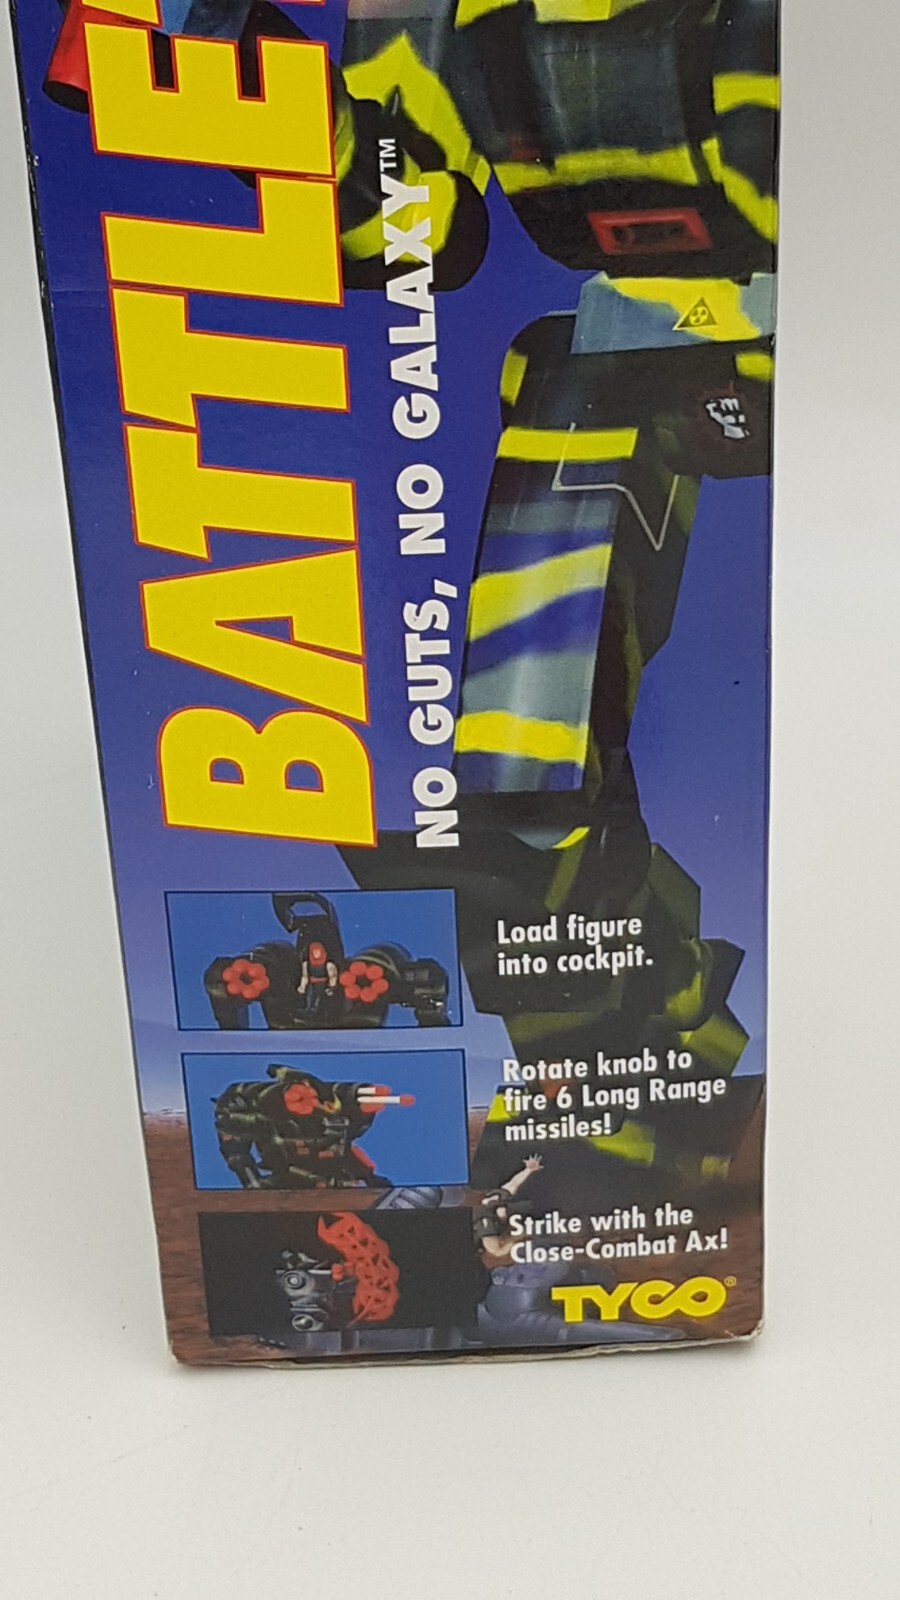 BATTLE
NO GUTS, NO GALAXY™
Load figure
into cockpit.
Rotate knob to
fire 6 Long Range
missiles!
Strike with the
Close-Combat Ax!
TYCO®